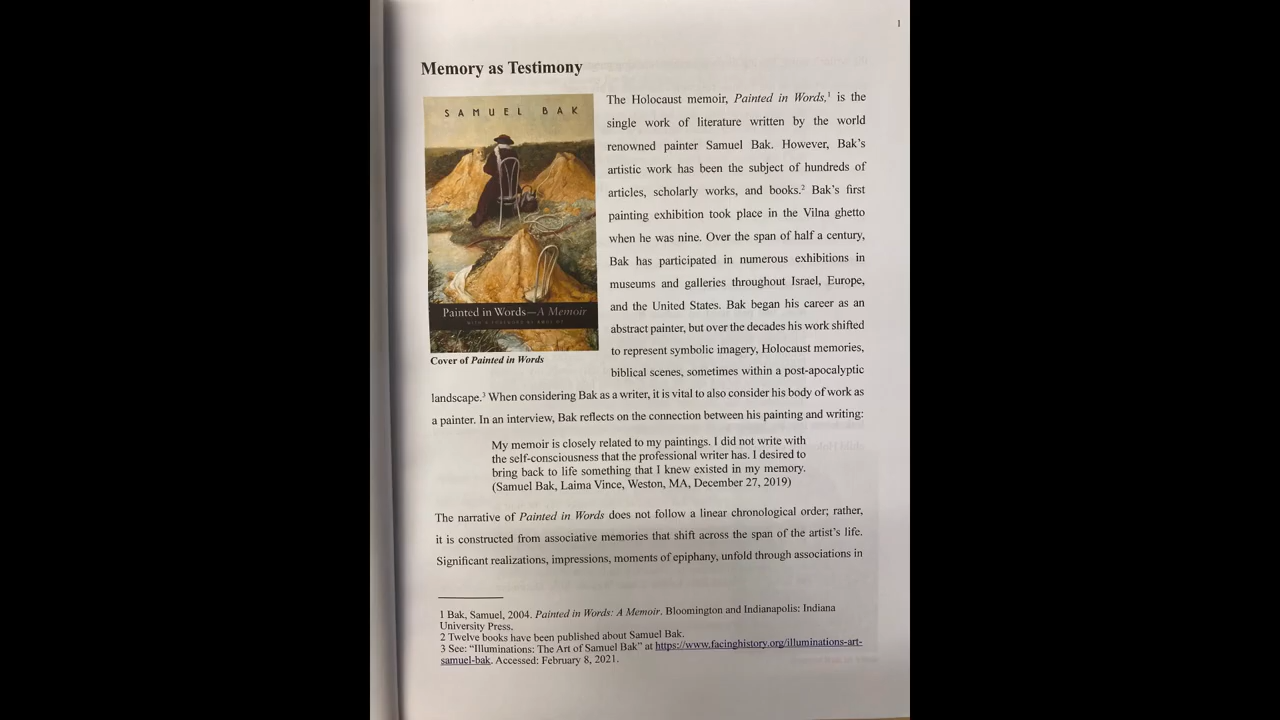 1
Memory as Testimony
SAMUEL BAK
Painted in Words—A Memoir
WITH A FOREWORD BY AMOS OZ
Cover of Painted in Words
The Holocaust memoir, Painted in Words,¹ is the
single work of literature written by the world
renowned painter Samuel Bak. However, Bak’s
artistic work has been the subject of hundreds of
articles, scholarly works, and books.² Bak’s first
painting exhibition took place in the Vilna ghetto
when he was nine. Over the span of half a century,
Bak has participated in numerous exhibitions in
museums and galleries throughout Israel, Europe,
and the United States. Bak began his career as an
abstract painter, but over the decades his work shifted
to represent symbolic imagery, Holocaust memories,
biblical scenes, sometimes within a post-apocalyptic
landscape.³ When considering Bak as a writer, it is vital to also consider his body of work as
a painter. In an interview, Bak reflects on the connection between his painting and writing:
My memoir is closely related to my paintings. I did not write with
the self-consciousness that the professional writer has. I desired to
bring back to life something that I knew existed in my memory.
(Samuel Bak, Laima Vince, Weston, MA, December 27, 2019)
The narrative of Painted in Words does not follow a linear chronological order; rather,
it is constructed from associative memories that shift across the span of the artist’s life.
Significant realizations, impressions, moments of epiphany, unfold through associations in
1 Bak, Samuel, 2004. Painted in Words: A Memoir. Bloomington and Indianapolis: Indiana
University Press.
2 Twelve books have been published about Samuel Bak.
3 See: “Illuminations: The Art of Samuel Bak” at https://www.facinghistory.org/illuminations-art-
samuel-bak. Accessed: February 8, 2021.